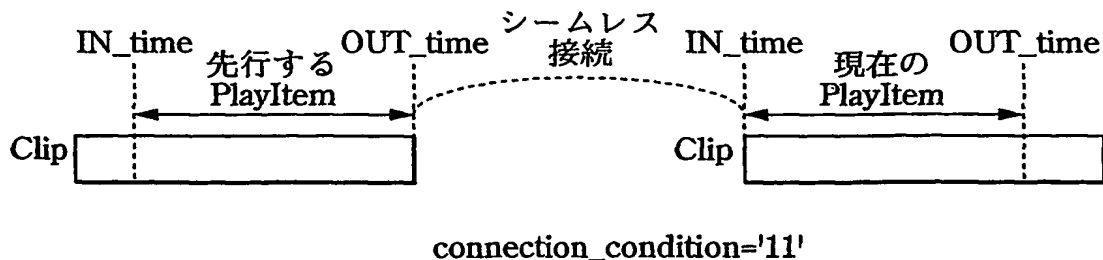 IN_time
OUT_time
シームレス
接続
IN_time
OUT_time
先行する
PlayItem
現在の
PlayItem
Clip
Clip
connection_condition='11'